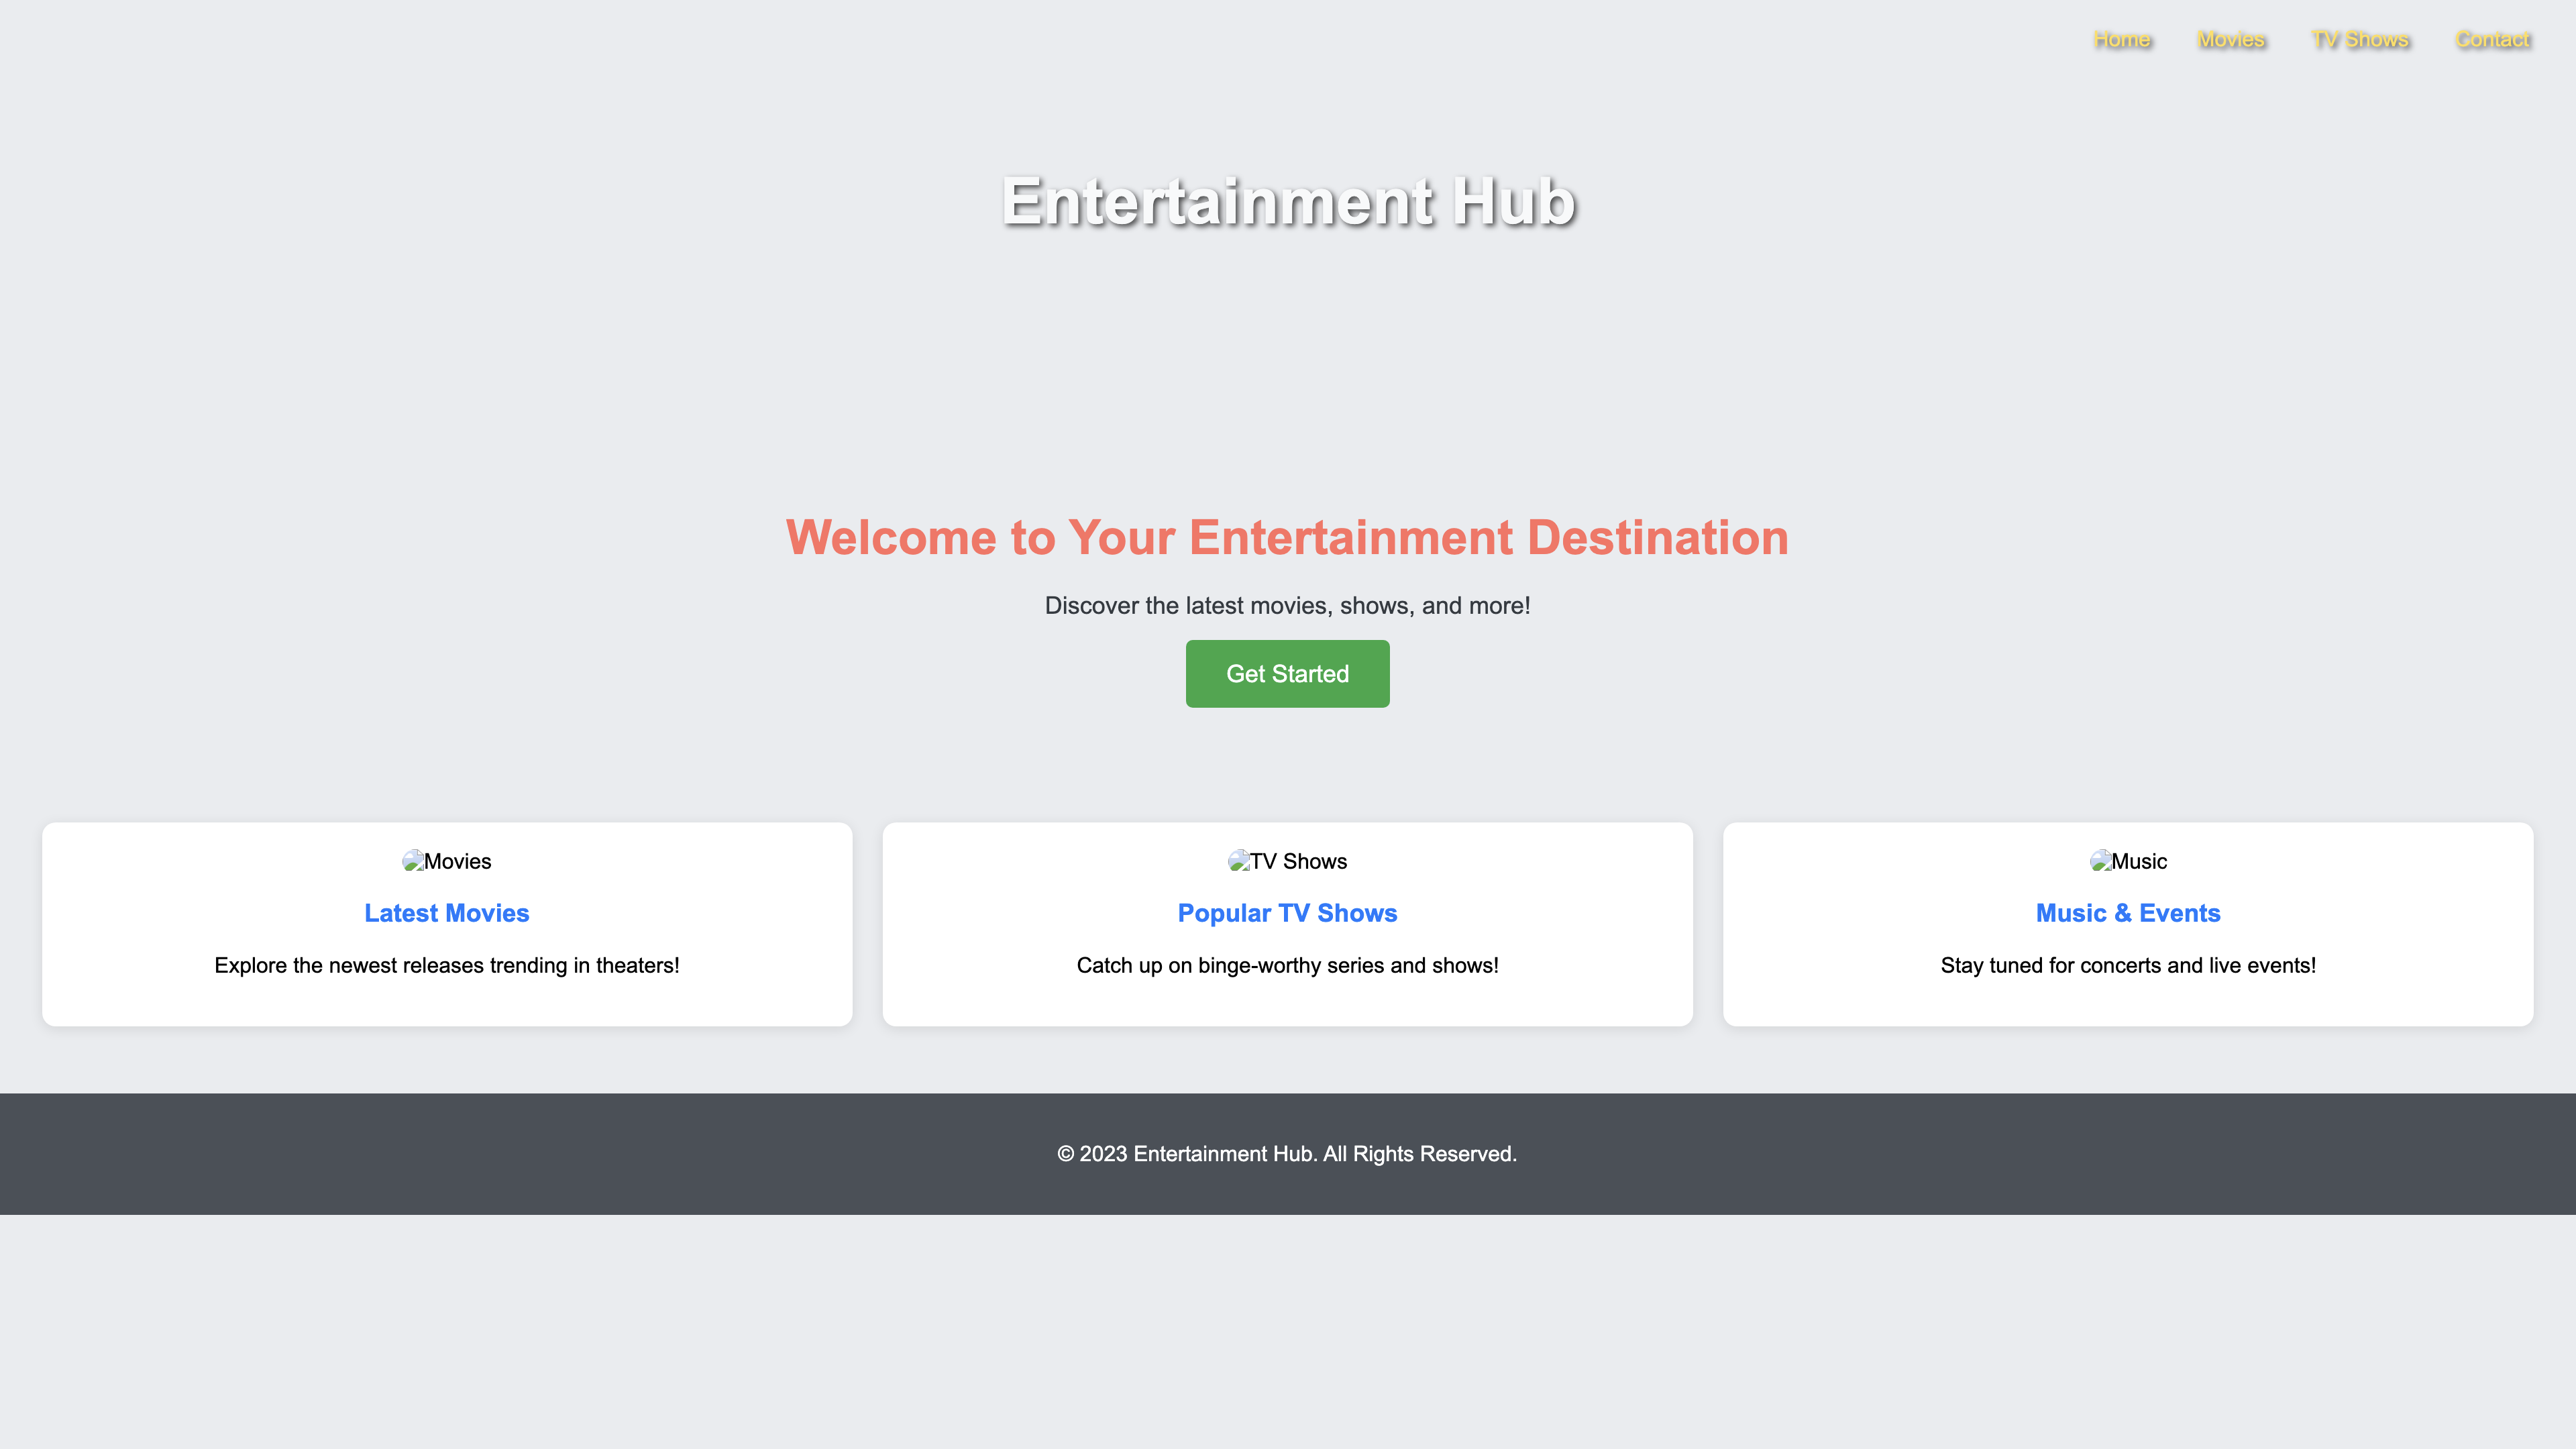 Home Movies TV Shows Contact
Entertainment Hub
Welcome to Your Entertainment Destination
Discover the latest movies, shows, and more!
Get Started
Movies
Latest Movies
Explore the newest releases trending in theaters!
TV Shows
Popular TV Shows
Catch up on binge-worthy series and shows!
Music
Music & Events
Stay tuned for concerts and live events!
© 2023 Entertainment Hub. All Rights Reserved.